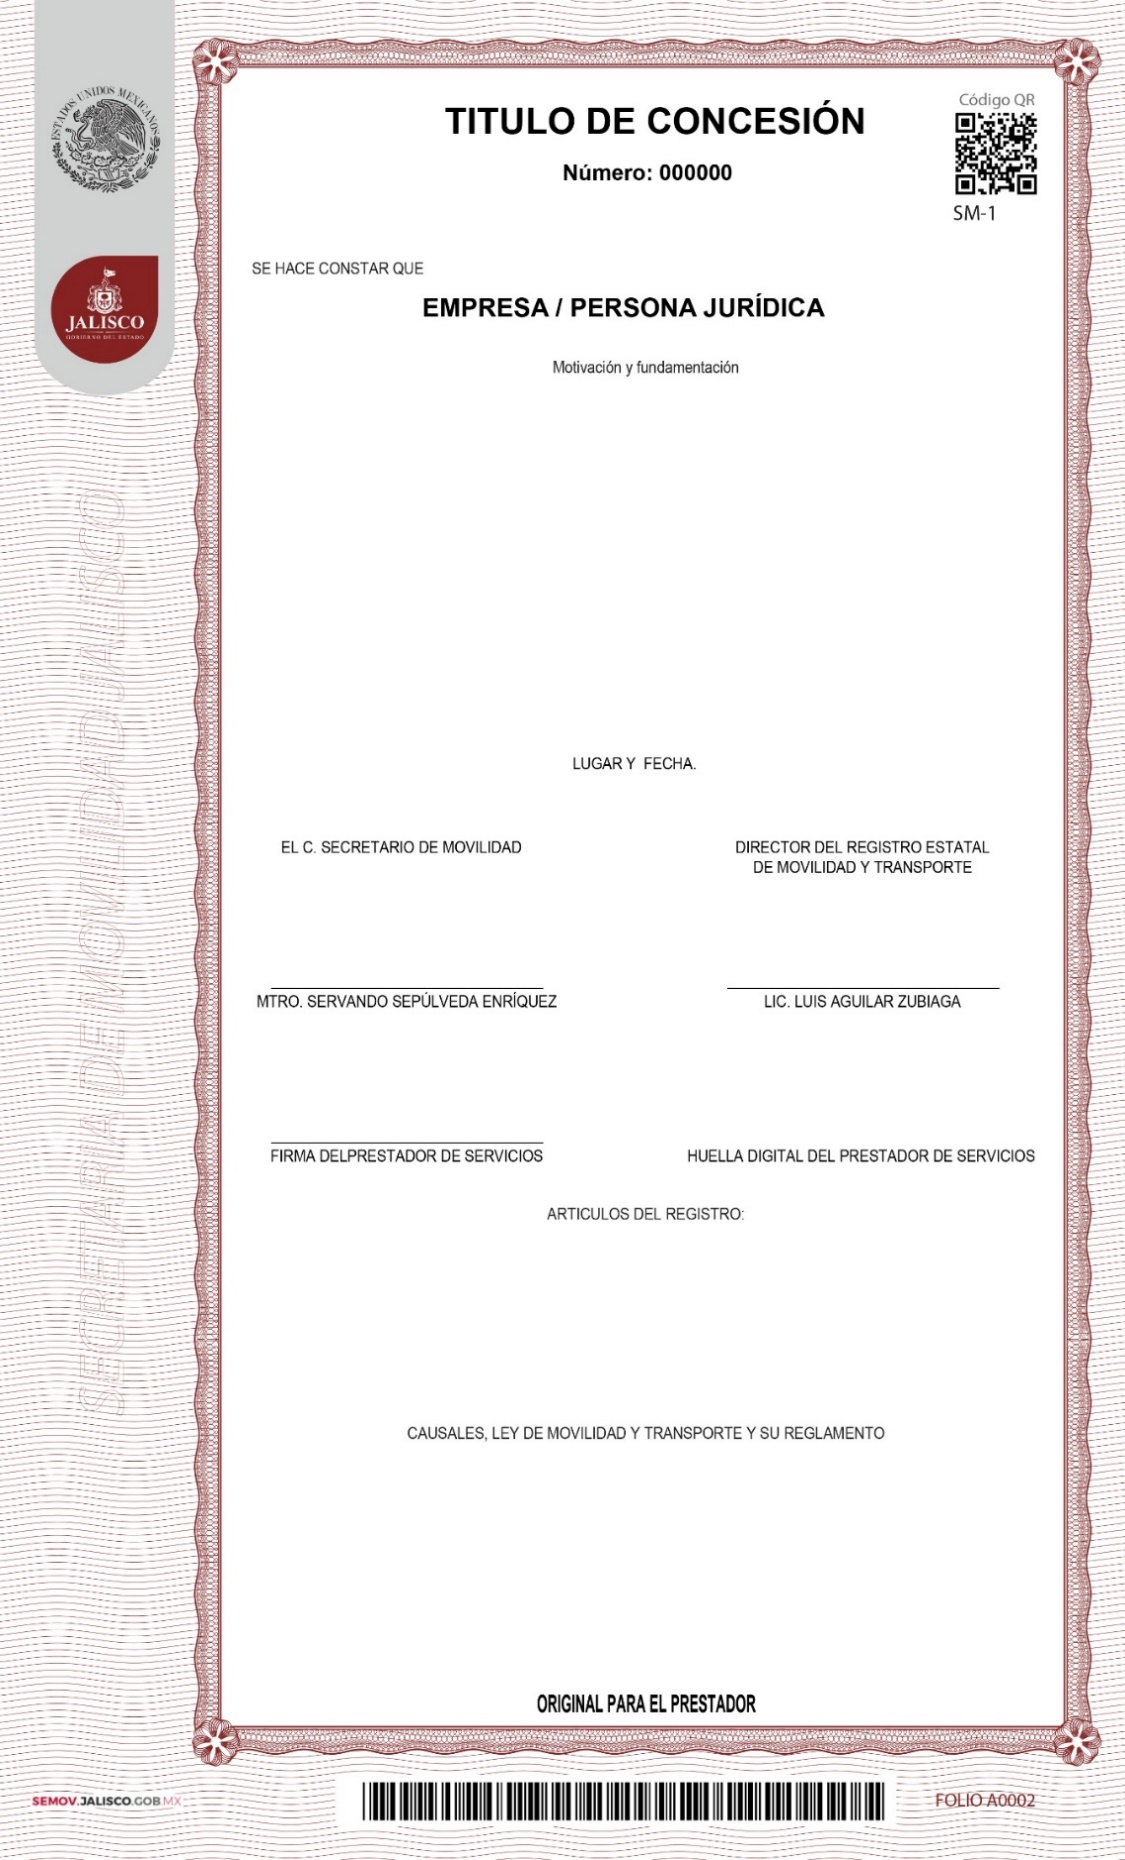 ESTADOS UNIDOS MEXICANOS
Código QR
TITULO DE CONCESIÓN
Número: 000000
SM-1
SE HACE CONSTAR QUE
JALISCO
GOBIERNO DEL ESTADO
EMPRESA / PERSONA JURÍDICA
Motivación y fundamentación
SECRETARIA DE MOVILIDAD JALISCO
LUGAR Y FECHA.
EL C. SECRETARIO DE MOVILIDAD
DIRECTOR DEL REGISTRO ESTATAL
DE MOVILIDAD Y TRANSPORTE
MTRO. SERVANDO SEPÚLVEDA ENRÍQUEZ
LIC. LUIS AGUILAR ZUBIAGA
FIRMA DELPRESTADOR DE SERVICIOS
HUELLA DIGITAL DEL PRESTADOR DE SERVICIOS
ARTICULOS DEL REGISTRO:
CAUSALES, LEY DE MOVILIDAD Y TRANSPORTE Y SU REGLAMENTO
ORIGINAL PARA EL PRESTADOR
SEMOV.JALISCO.GOB.MX
FOLIO A0002